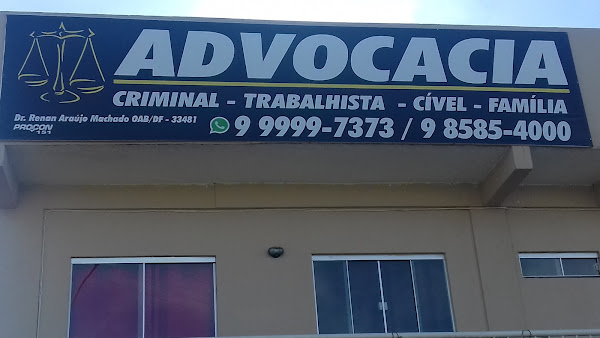 ADVOCACIA
CRIMINAL - TRABALHISTA - CÍVEL - FAMÍLIA
Dr. Renan Araújo Machado OAB/DF - 33481
PROCON
151
9 9999-7373 / 9 8585-4000